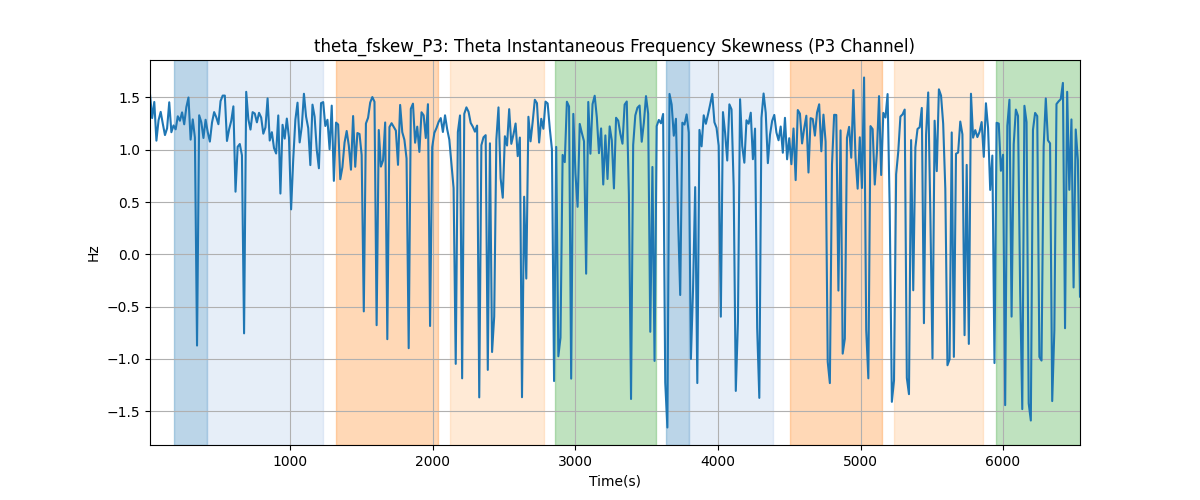 theta_fskew_P3: Theta Instantaneous Frequency Skewness (P3 Channel)
1.5
1.0
0.5
0.0
−0.5
−1.0
−1.5
Hz
1000 2000 3000 4000 5000 6000
Time(s)